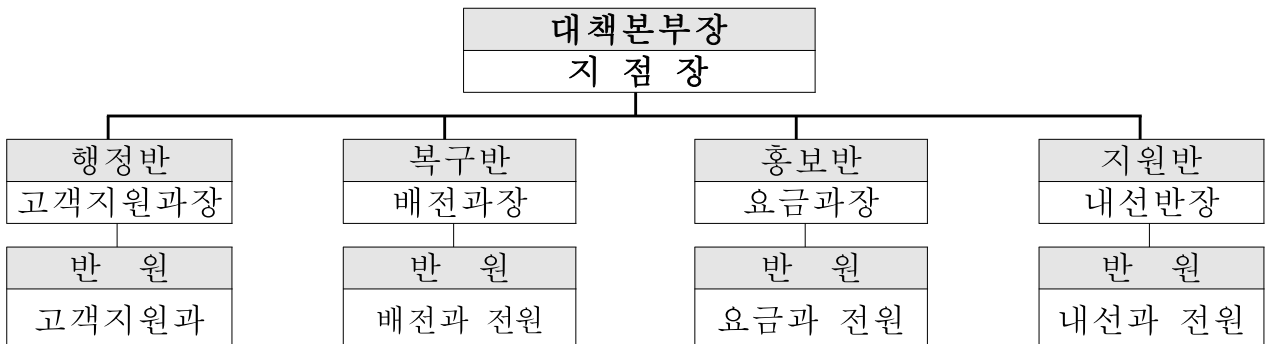 대책본부장
지 점 장
행정반 복구반 홍보반 지원반
고객지원과장 배전과장 요금과장 내선반장
반 원 반 원 반 원 반 원
고객지원과 배전과 전원 요금과 전원 내선과 전원